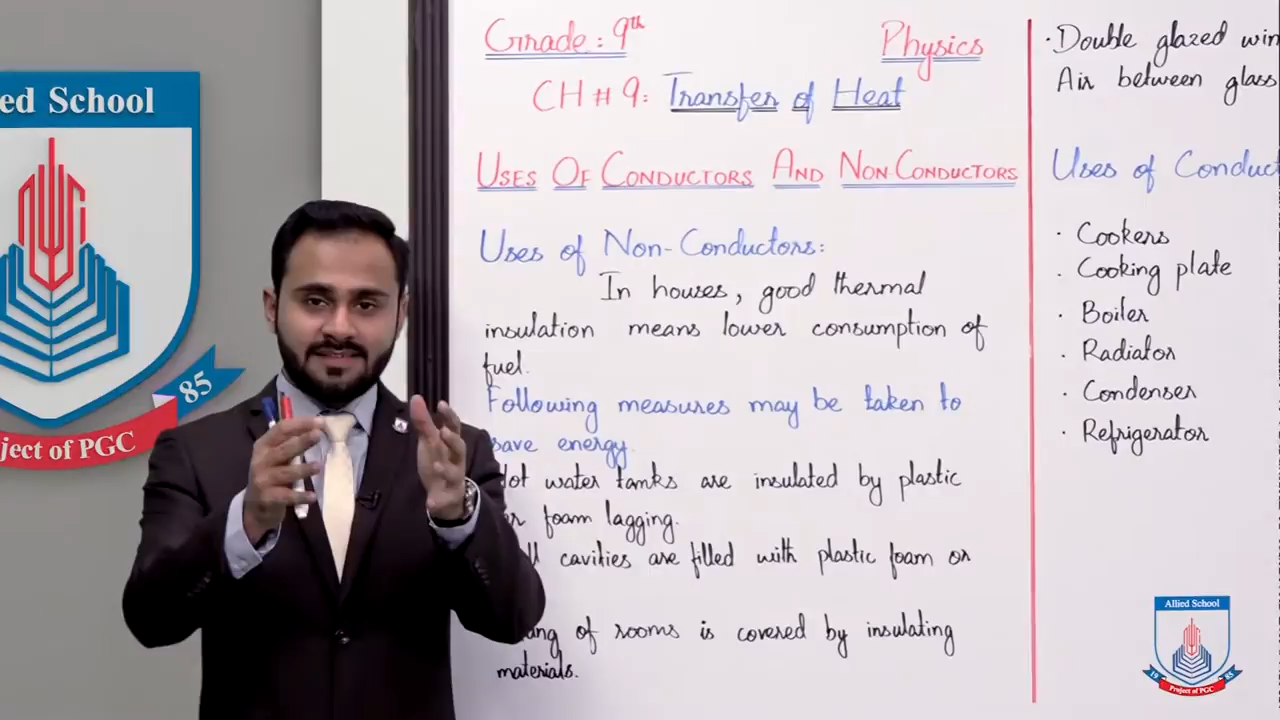 ed School
85
ject of PGC
Grade: 9th
Physics
CH # 9: Transfer of Heat
USES OF CONDUCTORS AND NON-CONDUCTORS
Uses of Non-Conductors:
In houses, good thermal
insulation means lower consumption of
fuel.
Following measures may be taken to
save energy.
Hot water tanks are insulated by plastic
foam lagging.
cavities are filled with plastic foam or
of rooms is covered by insulating
materials.
· Double glazed win
Air between glass
Uses of Conduc
· Cookers
· Cooking plate
· Boiler
· Radiator
· Condenser
· Refrigerator
Allied School
19 85
Project of PGC